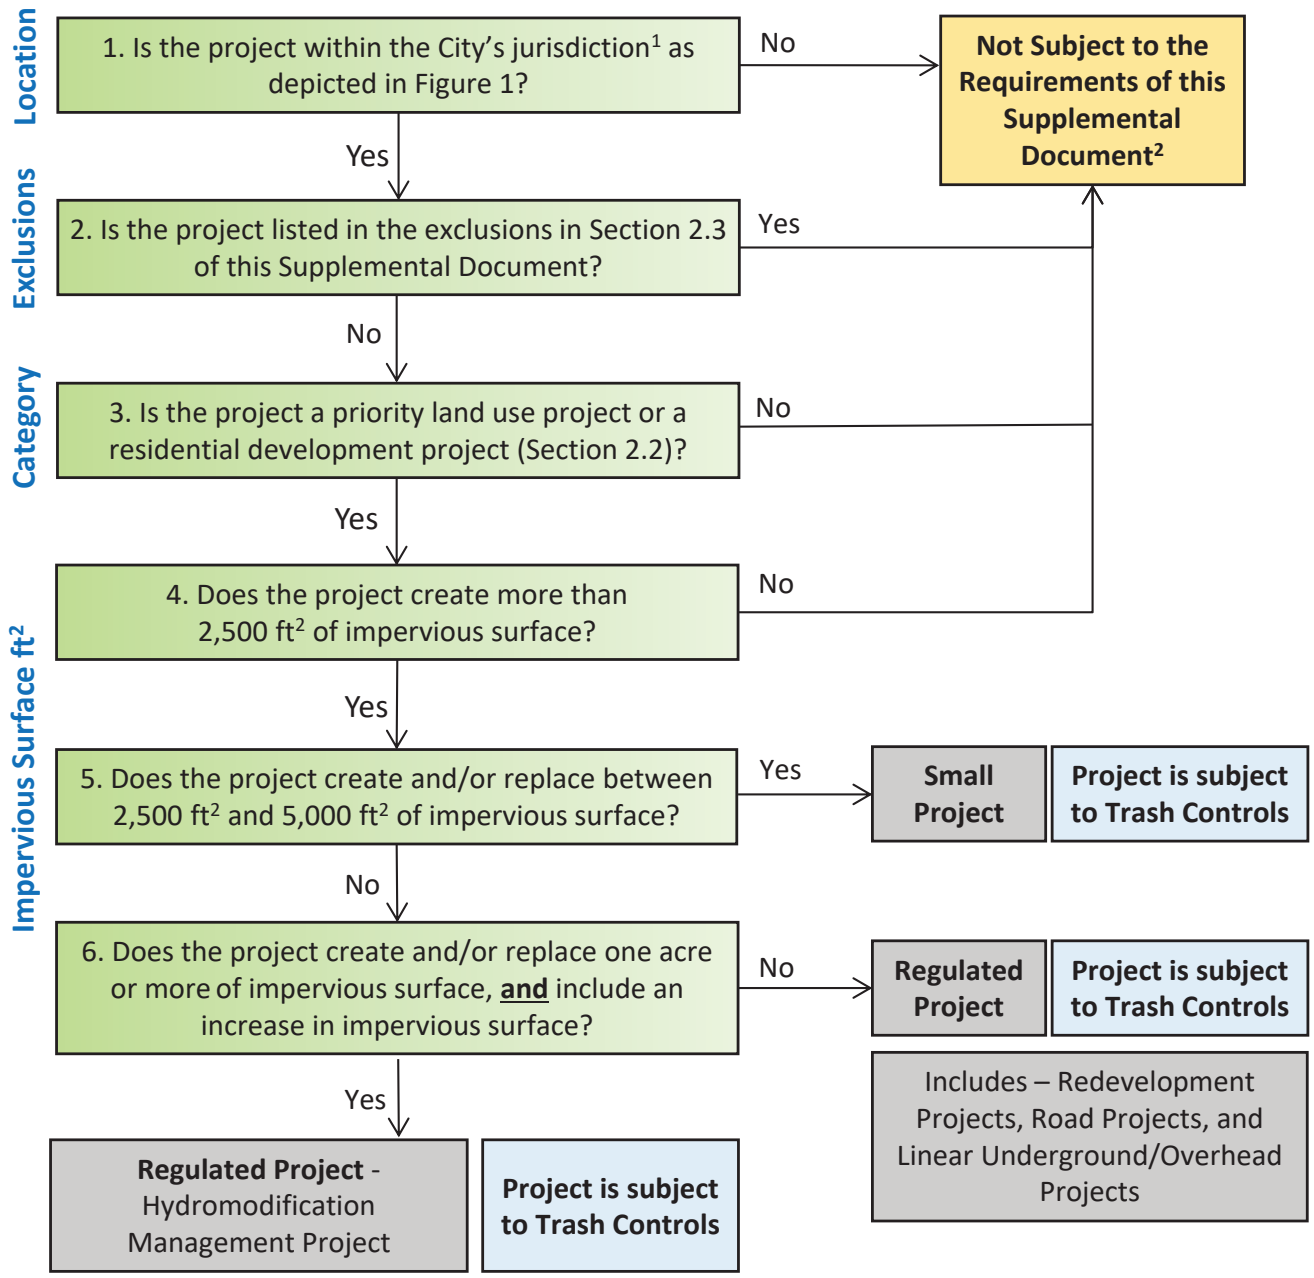 Location
1. Is the project within the City’s jurisdiction¹ as
depicted in Figure 1?
No
Not Subject to the
Requirements of this
Supplemental
Document²
Yes
Exclusions
2. Is the project listed in the exclusions in Section 2.3
of this Supplemental Document?
Yes
No
Category
3. Is the project a priority land use project or a
residential development project (Section 2.2)?
No
Yes
Impervious Surface ft²
4. Does the project create more than
2,500 ft² of impervious surface?
No
Yes
5. Does the project create and/or replace between
2,500 ft² and 5,000 ft² of impervious surface?
Yes
Small
Project
Project is subject
to Trash Controls
No
6. Does the project create and/or replace one acre
or more of impervious surface, and include an
increase in impervious surface?
No
Regulated
Project
Project is subject
to Trash Controls
Includes – Redevelopment
Projects, Road Projects, and
Linear Underground/Overhead
Projects
Yes
Regulated Project -
Hydromodification
Management Project
Project is subject
to Trash Controls